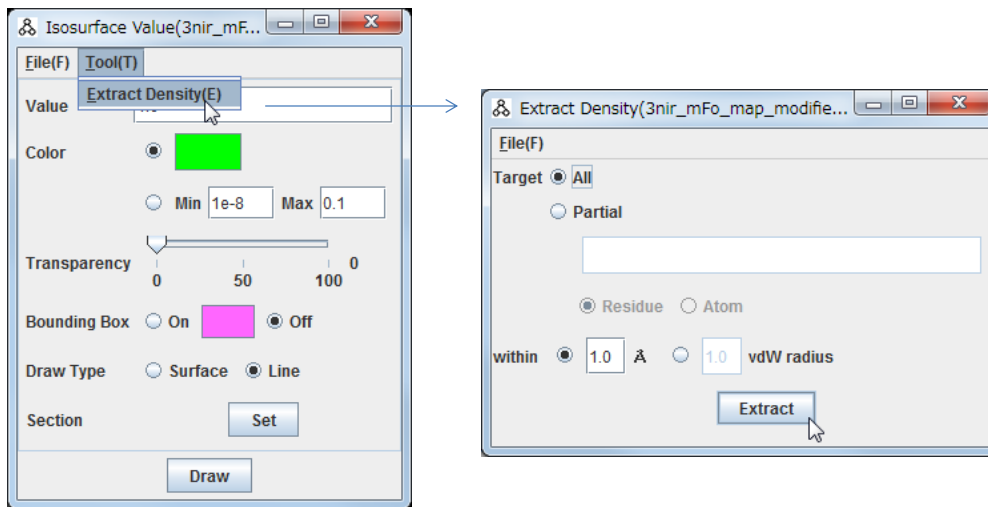 Isosurface Value(3nir_mF...
File(F) Tool(T)
Extract Density(E)
Value
Color
Min 1e-8 Max 0.1
Transparency 0
0 50 100
Bounding Box On Off
Draw Type Surface Line
Section Set
Draw
Extract Density(3nir_mFo_map_modifie...
File(F)
Target All
Partial
Residue Atom
within 1.0 Å 1.0 vdW radius
Extract